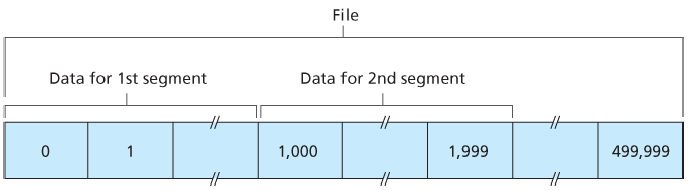 File
Data for 1st segment Data for 2nd segment
0 1 1,000 1,999 499,999